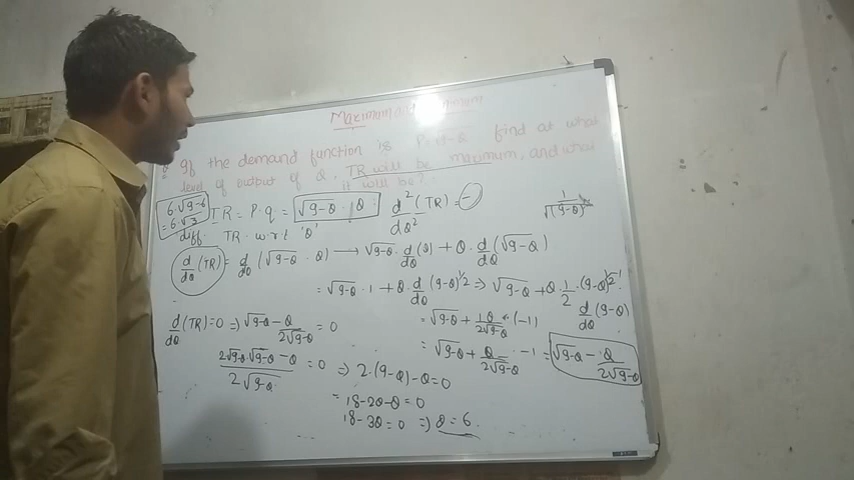 Maximum
Q If the demand function is P=√9-Q find at what
level of output of Q. TR will be maximum, and what
it will be?
6·√9-6
= 6·√3
TR = P·q = √9-Q · Q
d²/dQ² (TR) = -
1/√(9-Q)
diff. TR w.r.t 'Q'
d/dQ (TR) = d/dQ (√9-Q · Q) → √9-Q · d/dQ (Q) + Q · d/dQ (√9-Q)
= √9-Q · 1 + Q · d/dQ (9-Q)^1/2 ⇒ √9-Q + Q · 1/2 · (9-Q)^1/2-1 · d/dQ (9-Q)
= √9-Q + 1Q/2√9-Q × (-1)
= √9-Q + Q/2√9-Q · -1 = √9-Q - Q/2√9-Q
d/dQ (TR) = 0 ⇒ √9-Q - Q/2√9-Q = 0
2√9-Q √9-Q - Q / 2√9-Q = 0 ⇒ 2·(9-Q) - Q = 0
= 18-2Q-Q = 0
18-3Q = 0 ⇒ Q = 6